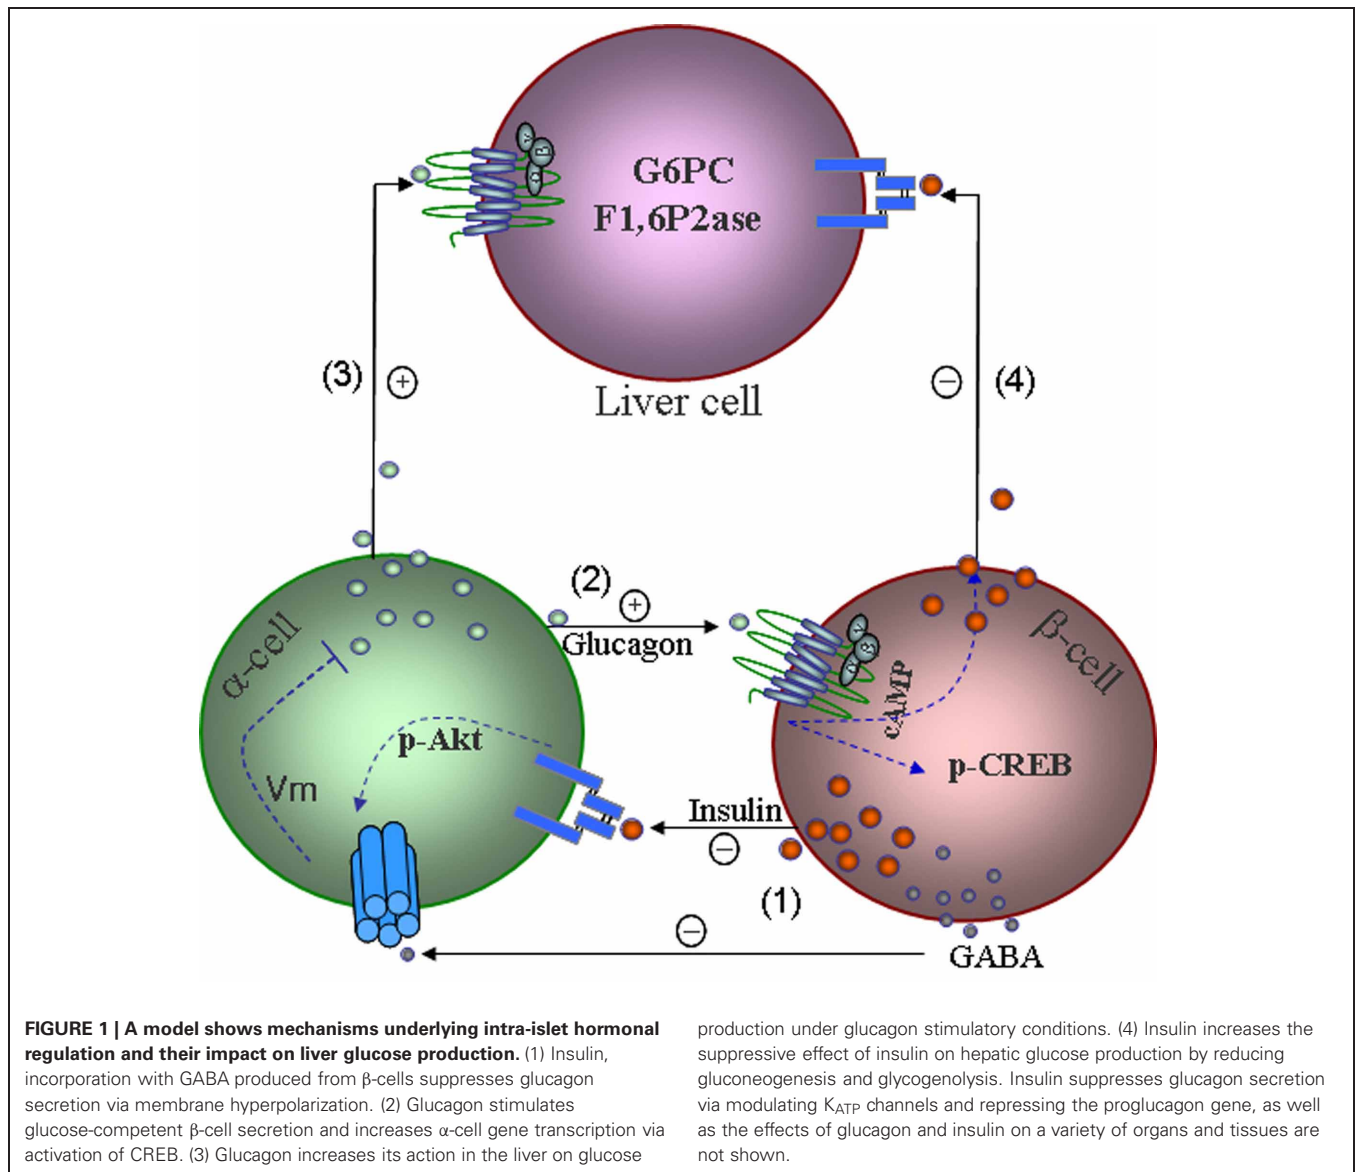 G6PC
F1,6P2ase
Liver cell
(3)
+
−
(4)
(2)
+
Glucagon
α-cell
β-cell
cAMP
p-Akt
p-CREB
Vm
Insulin
−
(1)
−
GABA
FIGURE 1 | A model shows mechanisms underlying intra-islet hormonal
regulation and their impact on liver glucose production. (1) Insulin,
incorporation with GABA produced from β-cells suppresses glucagon
secretion via membrane hyperpolarization. (2) Glucagon stimulates
glucose-competent β-cell secretion and increases α-cell gene transcription via
activation of CREB. (3) Glucagon increases its action in the liver on glucose
production under glucagon stimulatory conditions. (4) Insulin increases the
suppressive effect of insulin on hepatic glucose production by reducing
gluconeogenesis and glycogenolysis. Insulin suppresses glucagon secretion
via modulating KATP channels and repressing the proglucagon gene, as well
as the effects of glucagon and insulin on a variety of organs and tissues are
not shown.